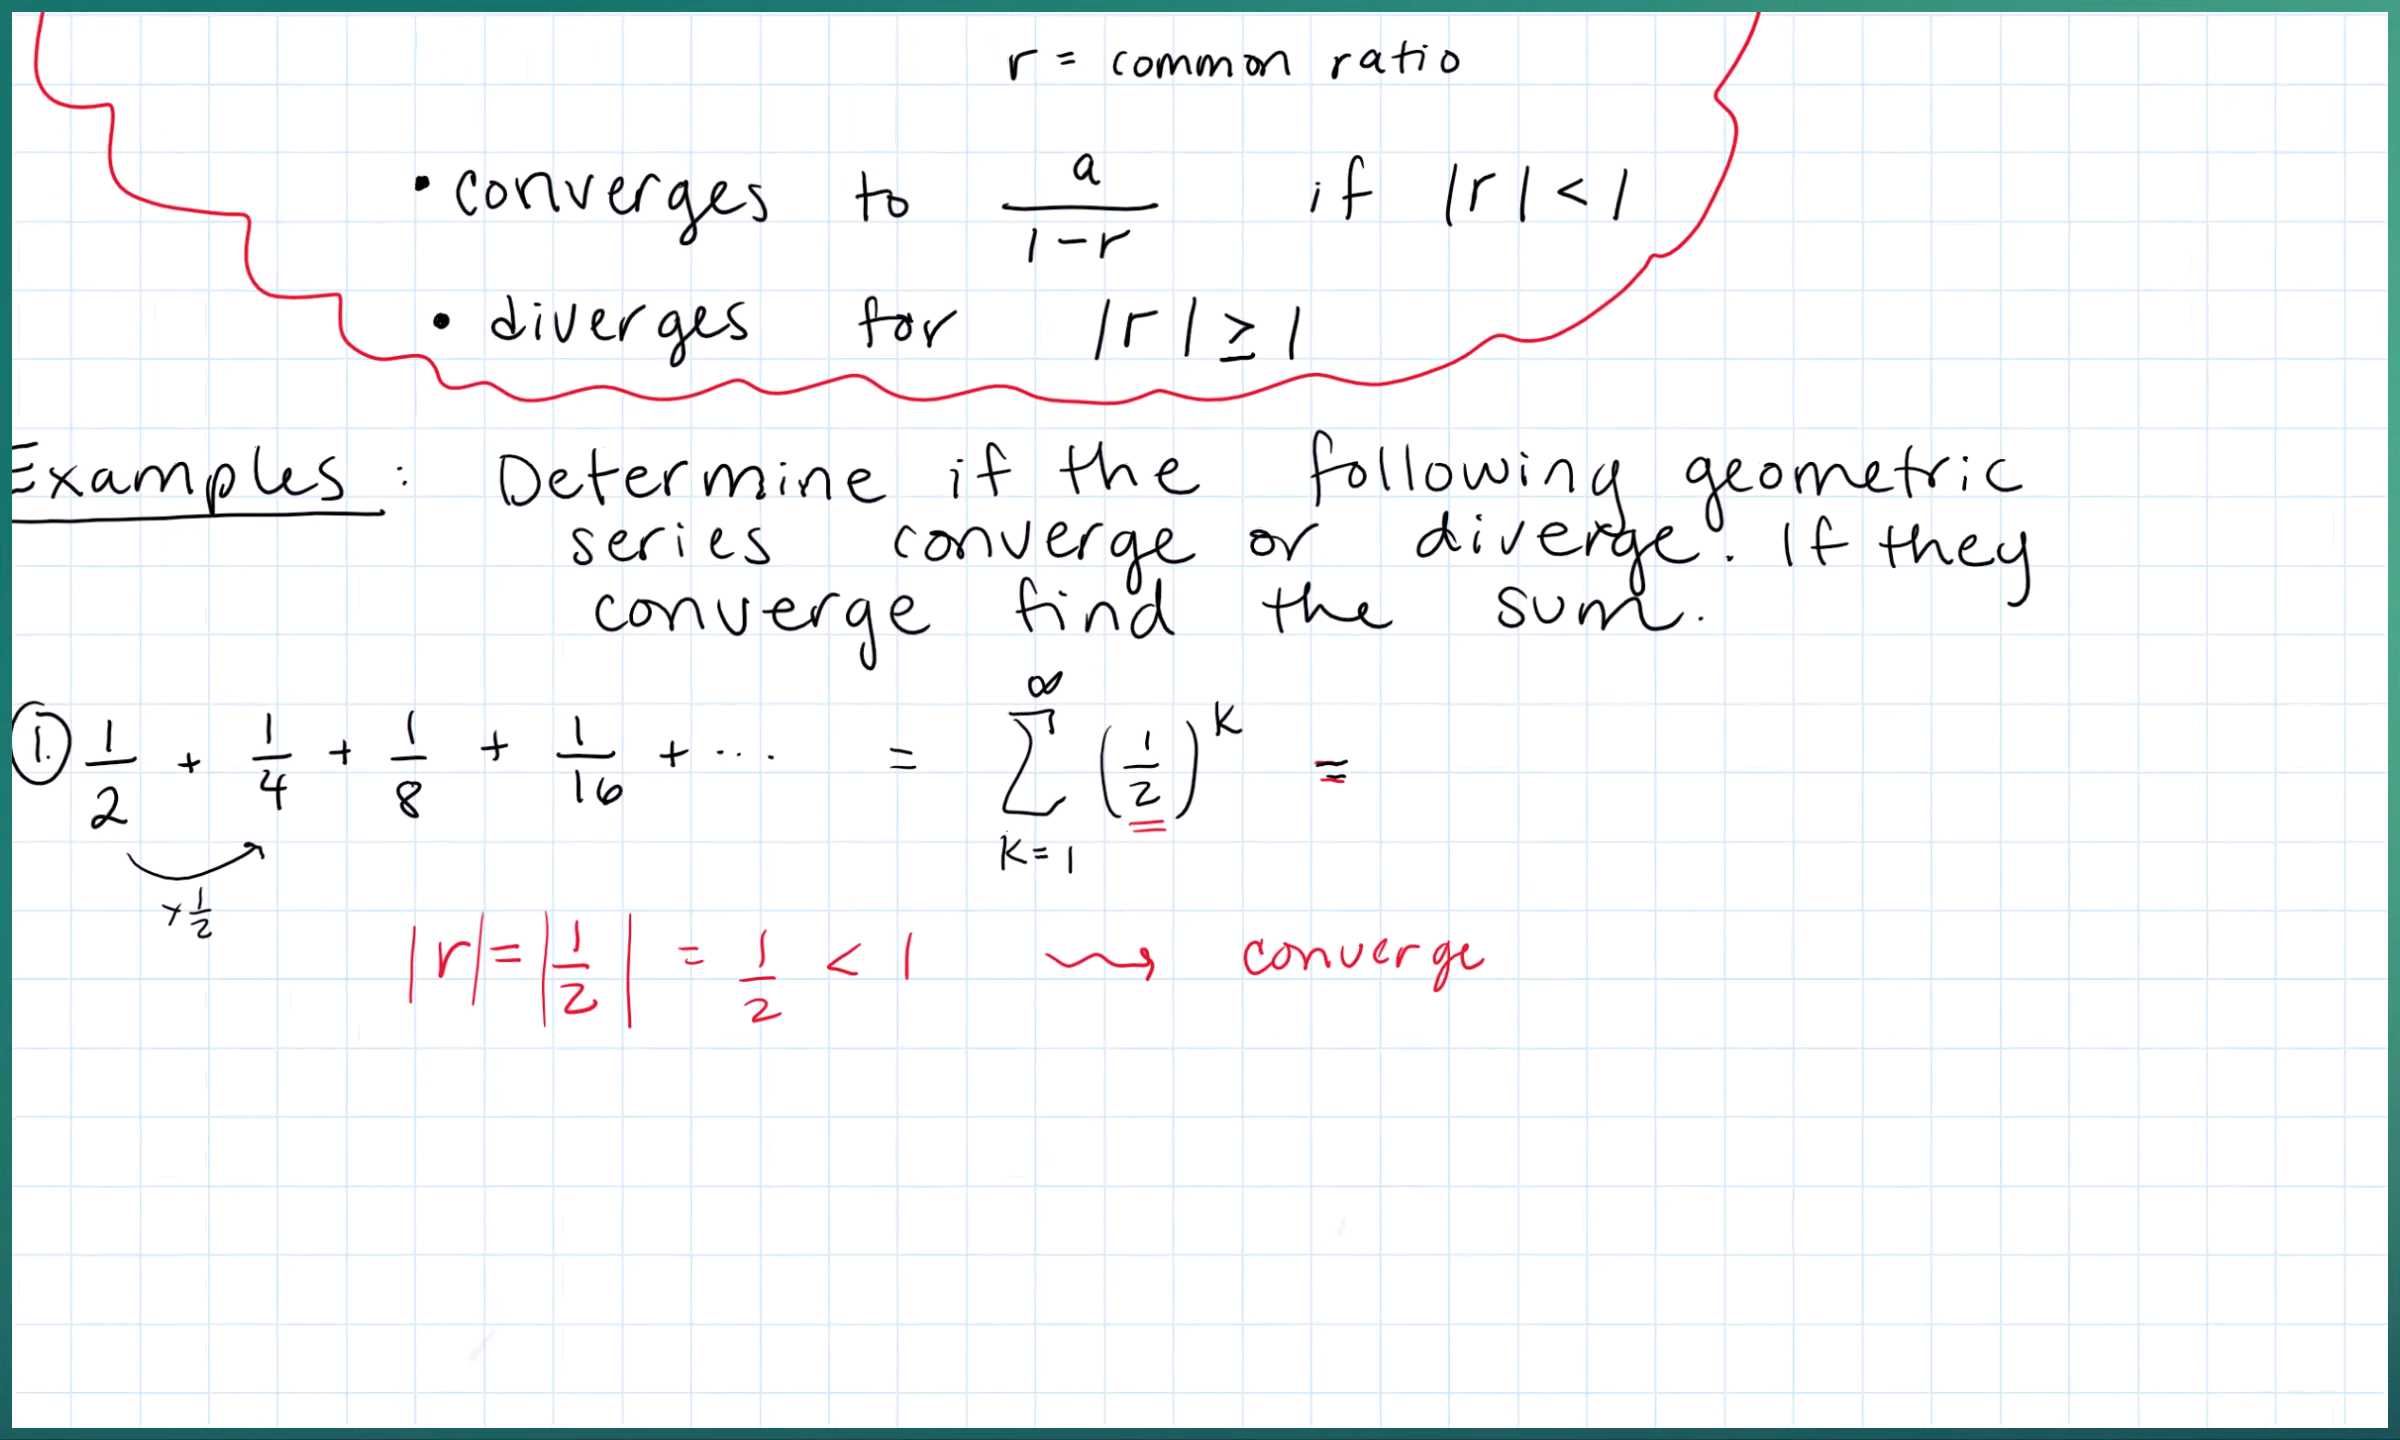 r = common ratio
• converges to a/(1-r) if |r| < 1
• diverges for |r| ≥ 1
Examples : Determine if the following geometric
series converge or diverge. If they
converge find the sum.
①. 1/2 + 1/4 + 1/8 + 1/16 + ... = ∑_{k=1}^{∞} (1/2)^k =
× 1/2
|r| = |1/2| = 1/2 < 1 ⇝ converge